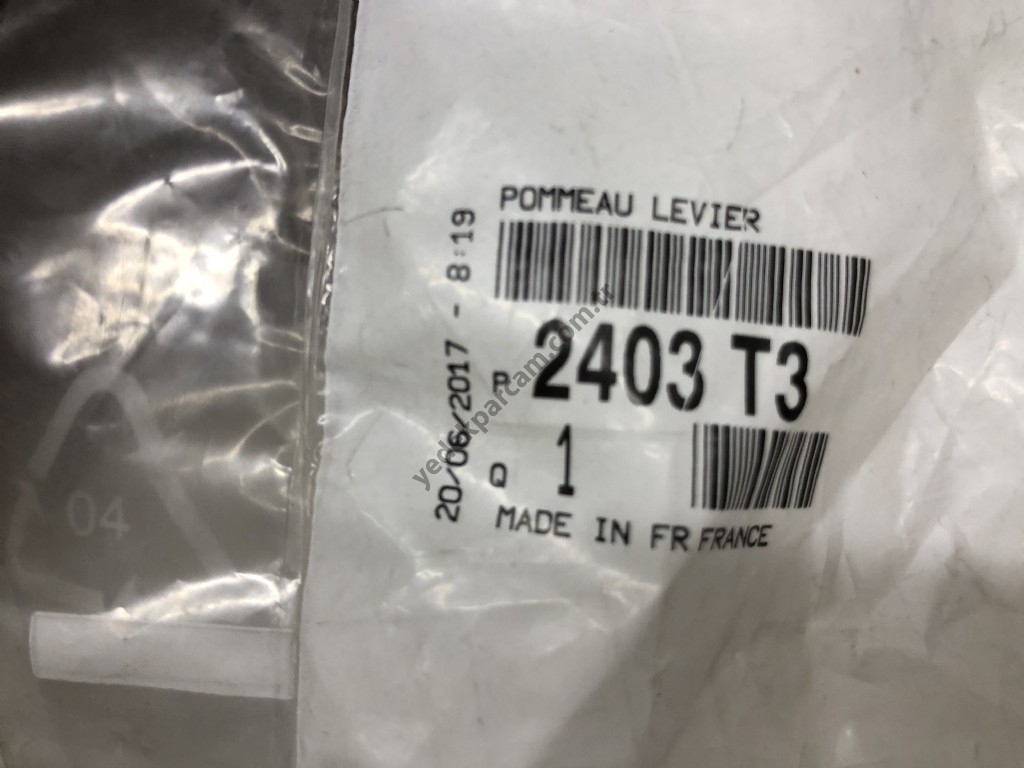 POMMEAU LEVIER
20/06/2017 - 8:19
P 2403 T3
Q 1
MADE IN FR FRANCE
04
yedekparcam.com.tr